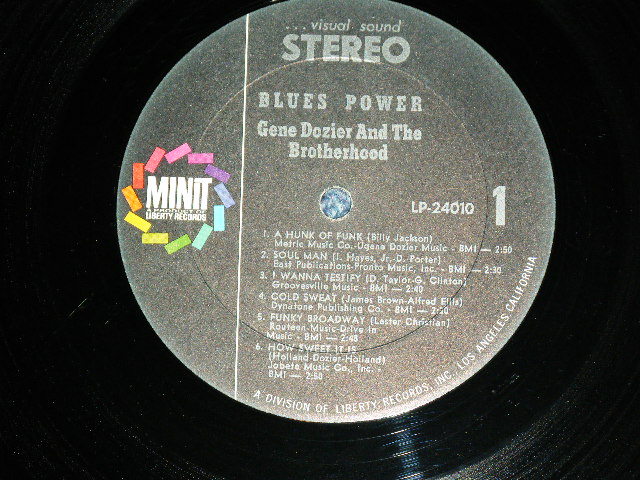 ...visual sound
STEREO
BLUES POWER
Gene Dozier And The
Brotherhood
MINIT
A PRODUCT OF
LIBERTY RECORDS
LP-24010
1
1. A HUNK OF FUNK (Billy Jackson)
Metric Music Co.-Ugene Dozier Music - BMI — 2:50
2. SOUL MAN (I. Hayes, Jr.-D. Porter)
East Publications-Pronto Music, Inc. - BMI — 2:30
3. I WANNA TESTIFY (D. Taylor-G. Clinton)
Groovesville Music - BMI — 2:40
4. COLD SWEAT (James Brown-Alfred Ellis)
Dynatone Publishing Co. - BMI — 2:50
5. FUNKY BROADWAY (Lester Christian)
Routeen Music-Drive In
Music - BMI — 2:48
6. HOW SWEET IT IS
(Holland-Dozier-Holland)
Jobete Music Co., Inc. -
BMI — 2:50
A DIVISION OF LIBERTY RECORDS, INC., LOS ANGELES, CALIFORNIA